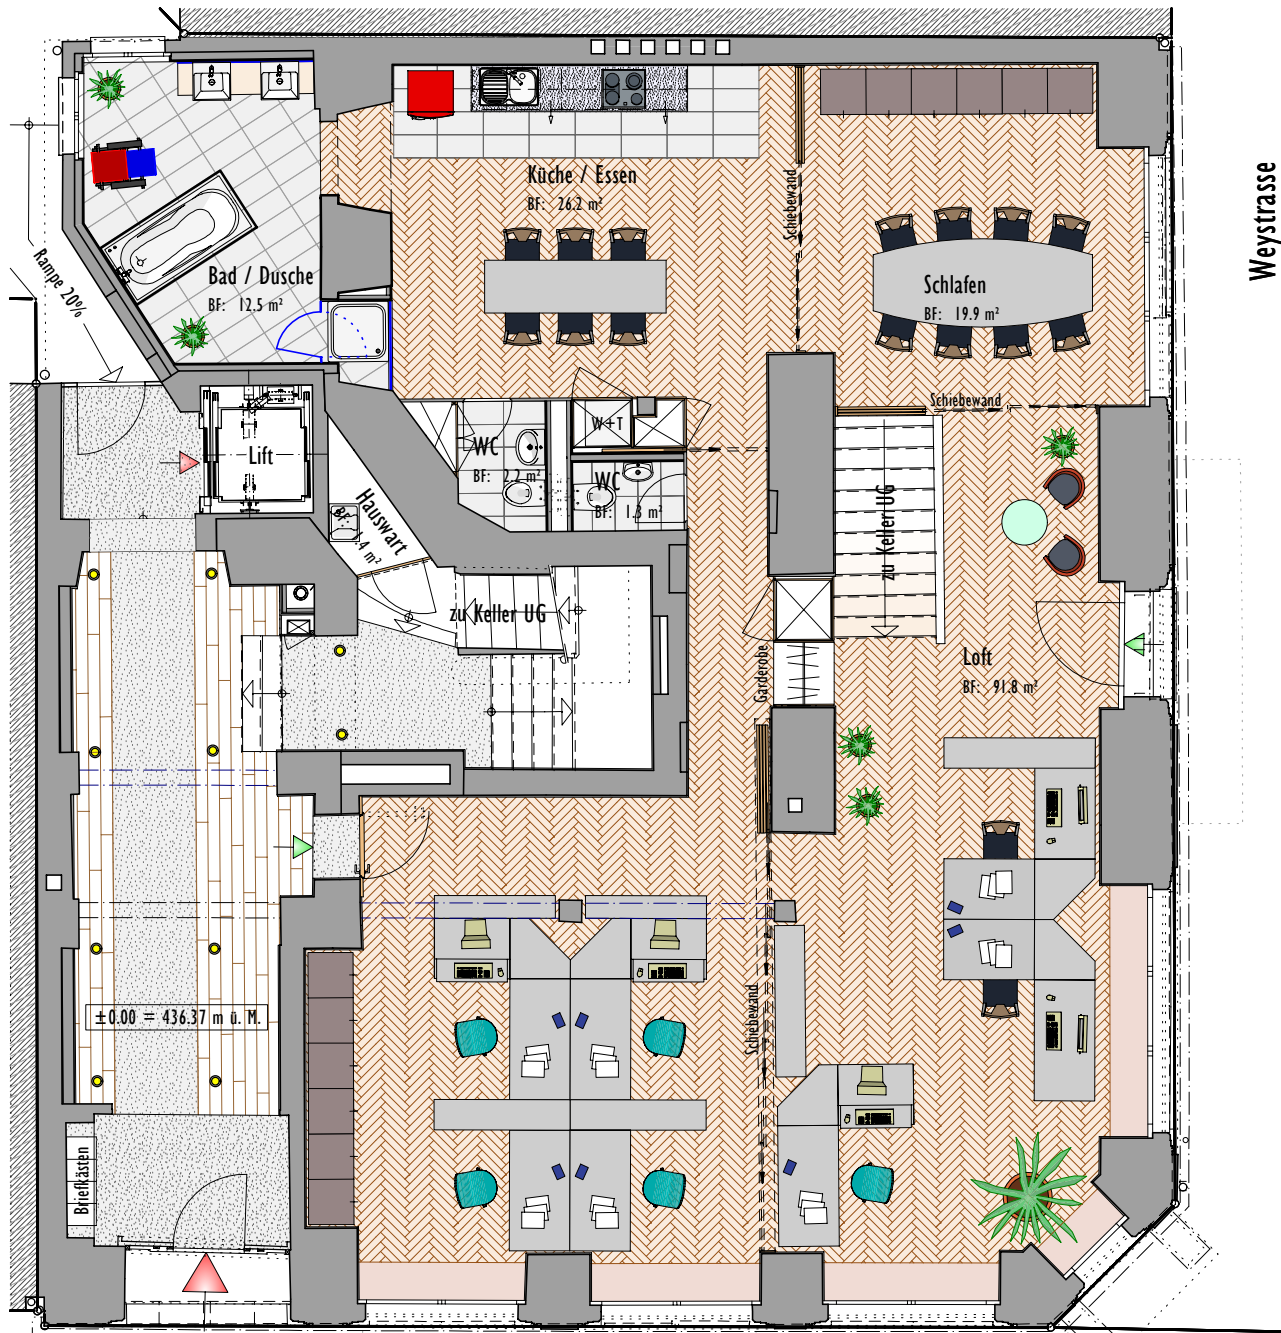 Weystrasse
Küche / Essen
BF: 26.2 m²
Schiebewand
Rampe 20%
Bad / Dusche
BF: 12.5 m²
Schlafen
BF: 19.9 m²
Schiebewand
W+T
WC
BF: 2.2 m²
WC
BF: 1.3 m²
Lift
Hauswart
zu Keller UG
zu Keller UG
Garderobe
Loft
BF: 91.8 m²
Schiebewand
±0.00 = 436.37 m ü. M.
Briefkästen